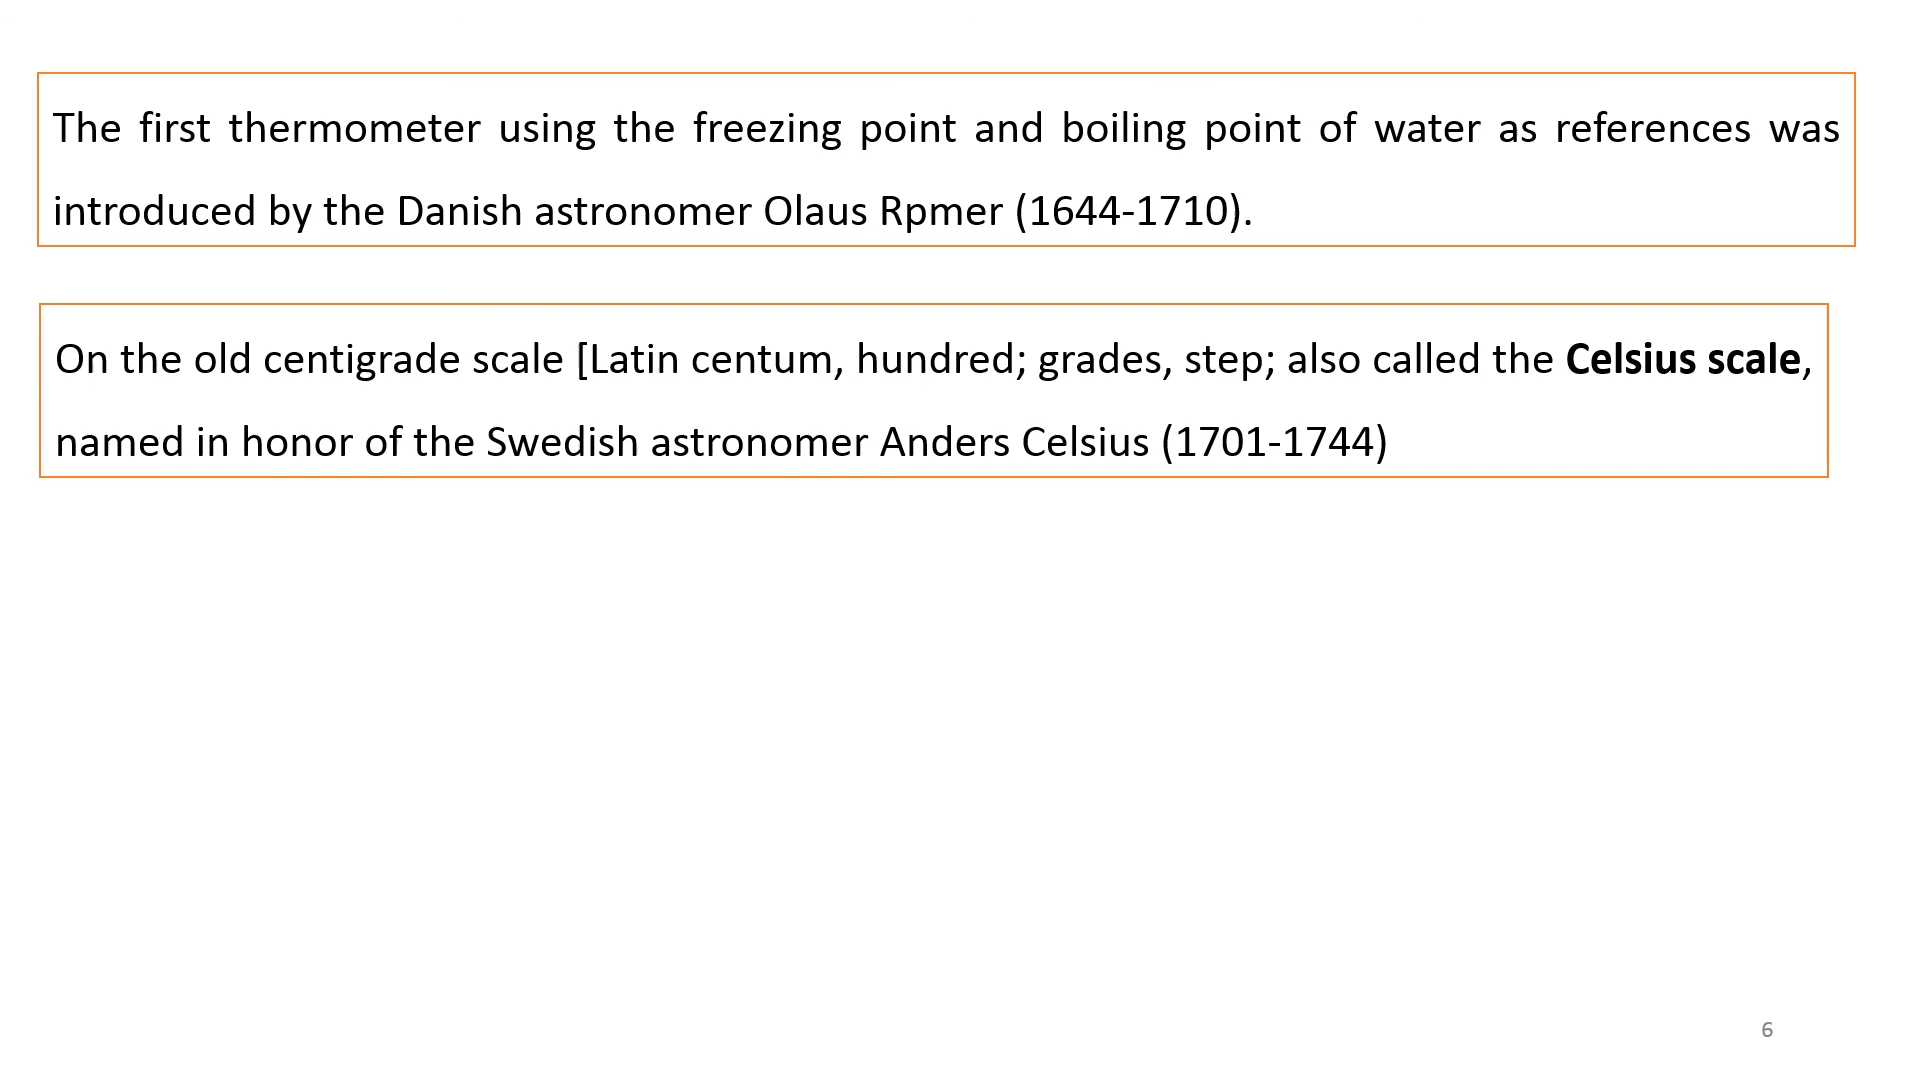 The first thermometer using the freezing point and boiling point of water as references was
introduced by the Danish astronomer Olaus Rpmer (1644-1710).
On the old centigrade scale [Latin centum, hundred; grades, step; also called the Celsius scale,
named in honor of the Swedish astronomer Anders Celsius (1701-1744)
6